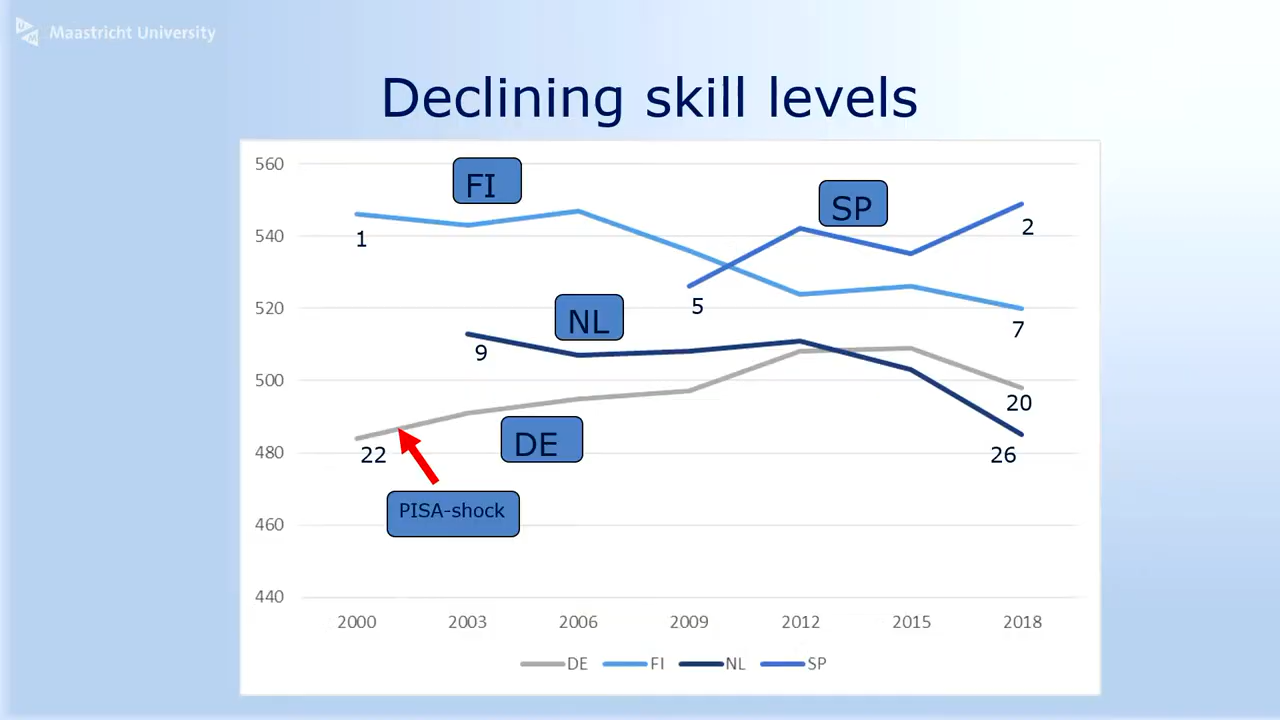 Maastricht University
Declining skill levels
560
540
520
500
480
460
440
FI
SP
NL
DE
PISA-shock
1
2
5
7
9
20
22
26
2000 2003 2006 2009 2012 2015 2018
DE FI NL SP